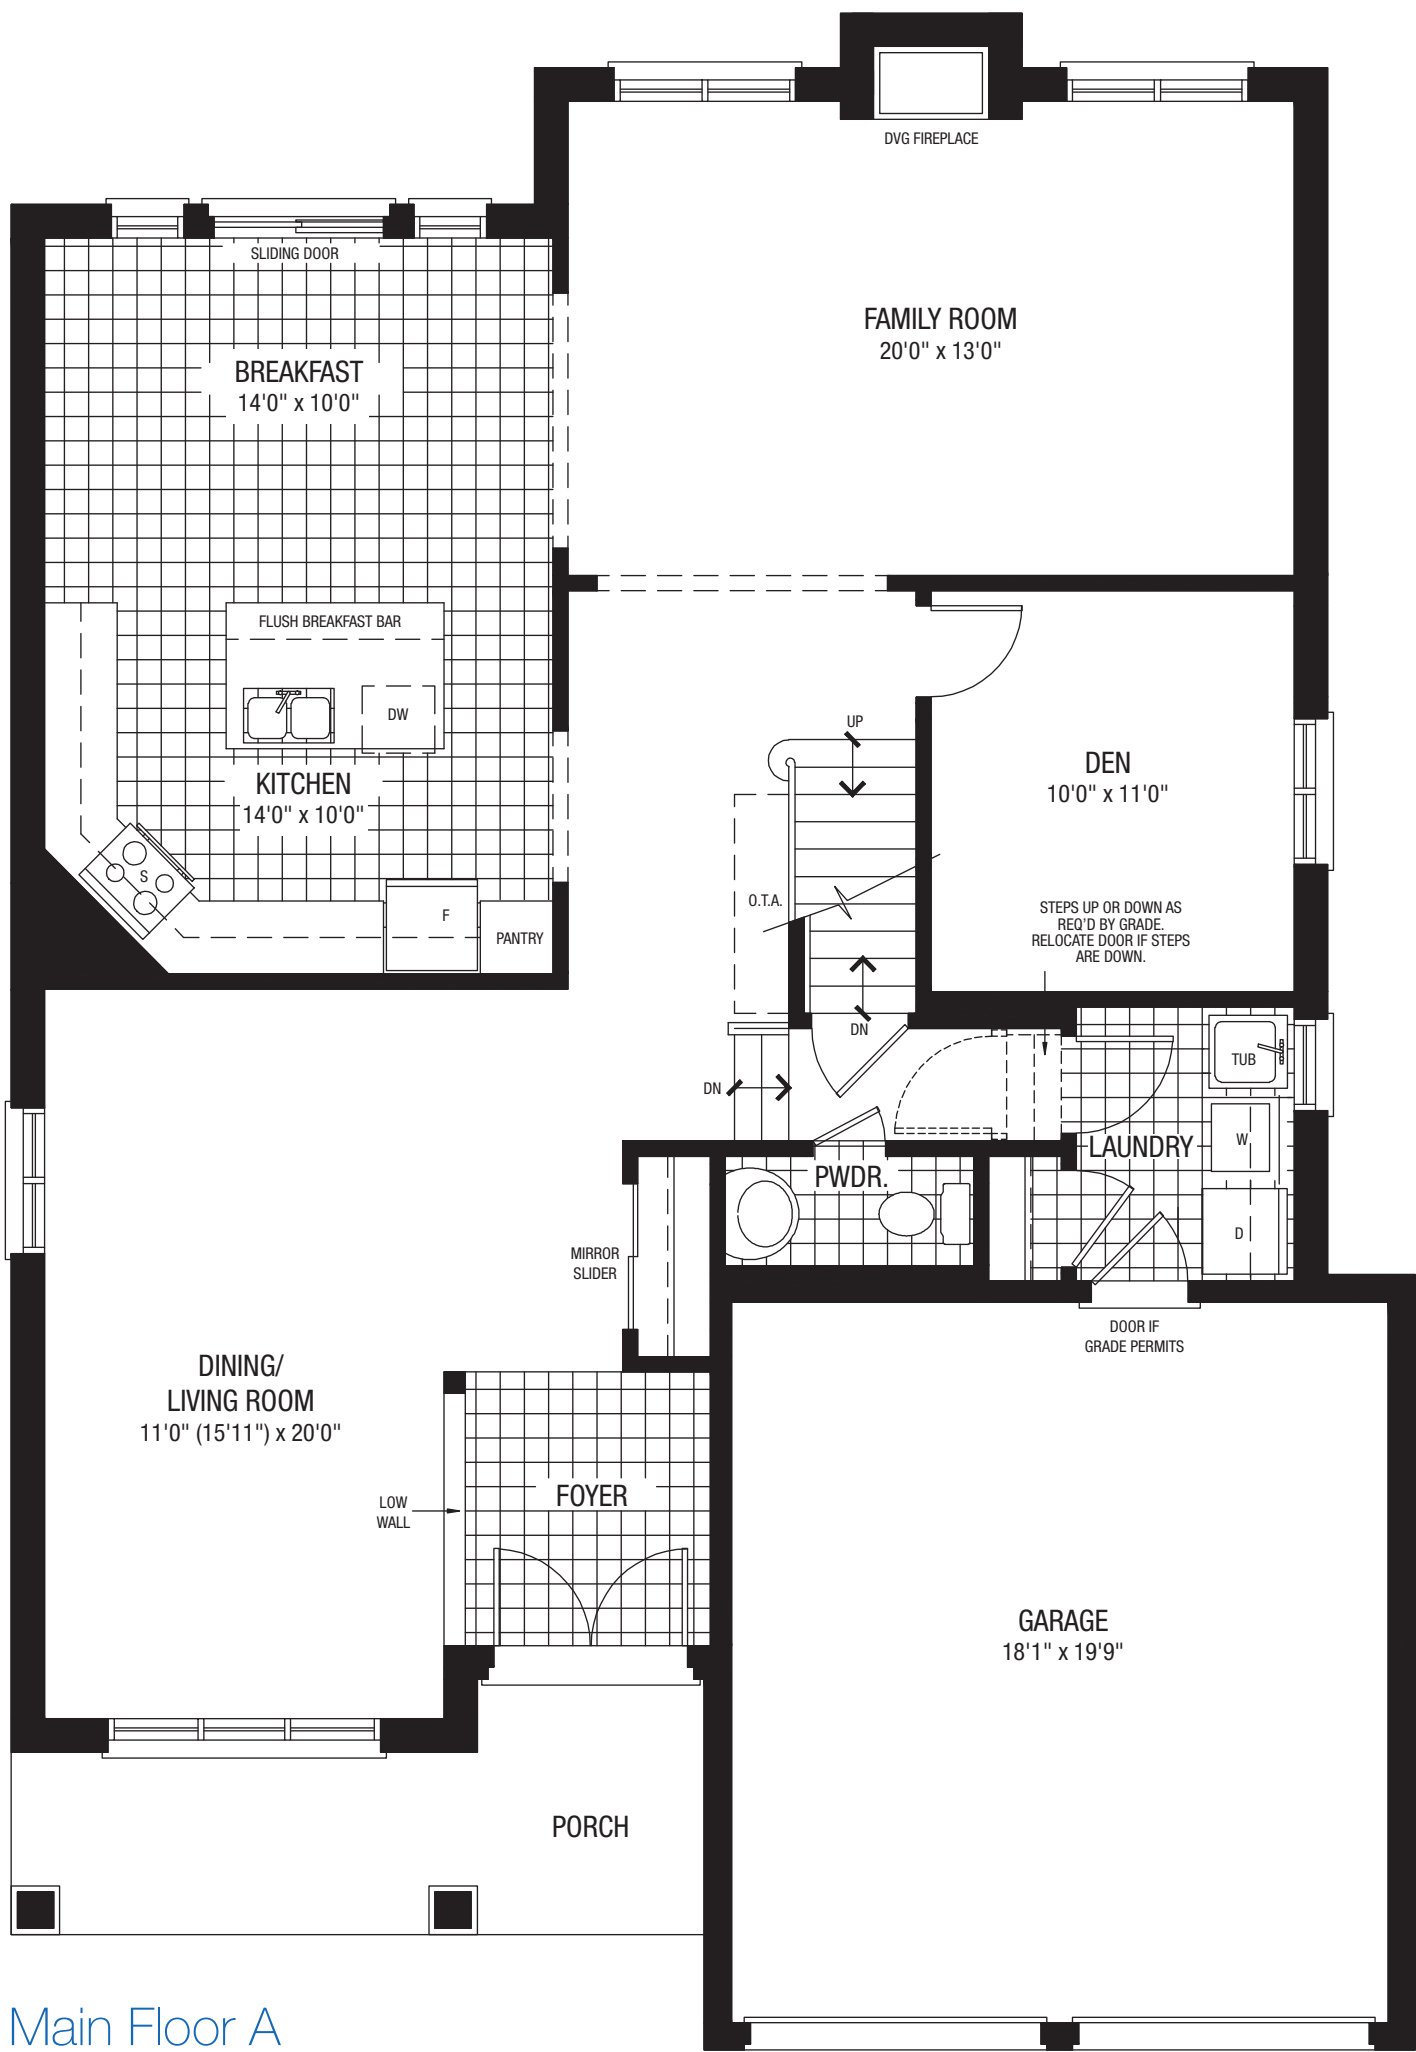 DVG FIREPLACE
SLIDING DOOR
FAMILY ROOM
20'0" x 13'0"
BREAKFAST
14'0" x 10'0"
FLUSH BREAKFAST BAR
DW
UP
KITCHEN
14'0" x 10'0"
DEN
10'0" x 11'0"
S
O.T.A.
F
PANTRY
STEPS UP OR DOWN AS
REQ'D BY GRADE.
RELOCATE DOOR IF STEPS
ARE DOWN.
DN
TUB
DN
LAUNDRY
W
PWDR.
D
MIRROR
SLIDER
DOOR IF
GRADE PERMITS
DINING/
LIVING ROOM
11'0" (15'11") x 20'0"
FOYER
LOW
WALL
GARAGE
18'1" x 19'9"
PORCH
Main Floor A